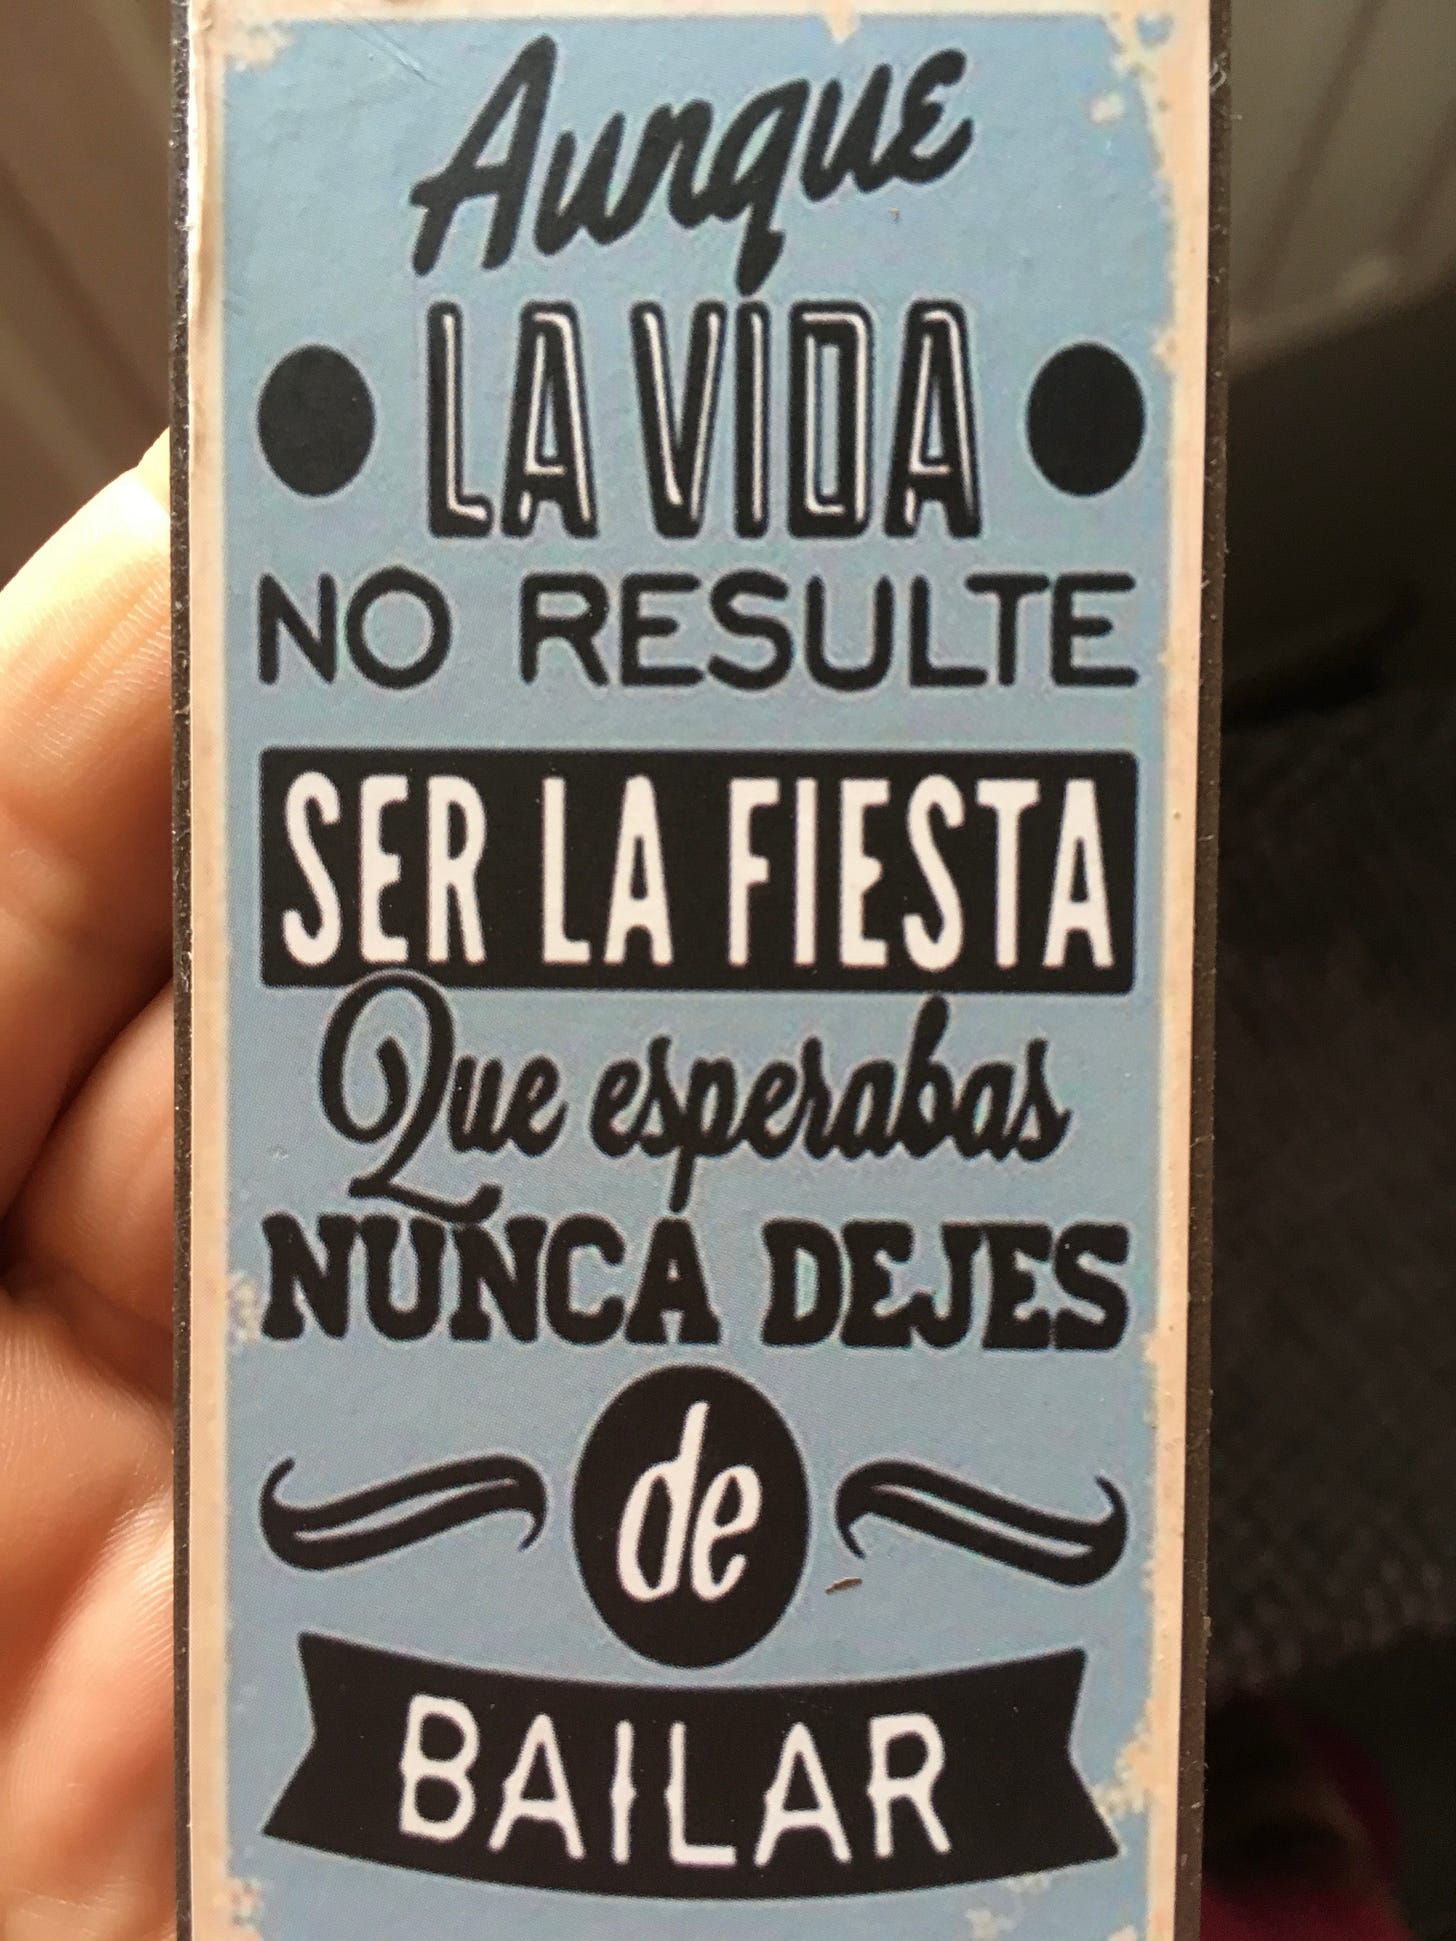 Aunque
LA VIDA
NO RESULTE
SER LA FIESTA
Que esperabas
NUNCA DEJES
de
BAILAR